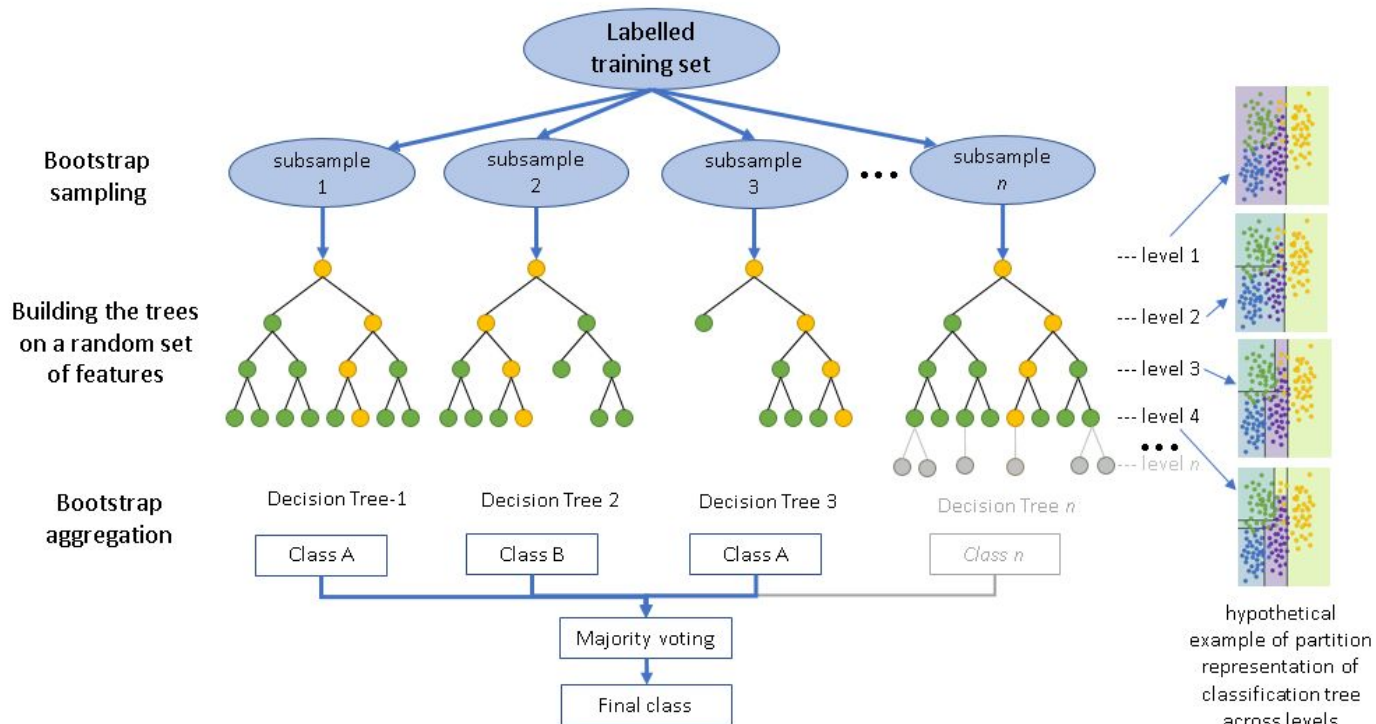 Labelled
training set
Bootstrap
sampling
subsample
1
subsample
2
subsample
3
•••
subsample
n
Building the trees
on a random set
of features
--- level 1
--- level 2
--- level 3
--- level 4
•••
--- level n
Bootstrap
aggregation
Decision Tree-1
Decision Tree 2
Decision Tree 3
Decision Tree n
Class A
Class B
Class A
Class n
Majority voting
Final class
hypothetical
example of partition
representation of
classification tree
across levels